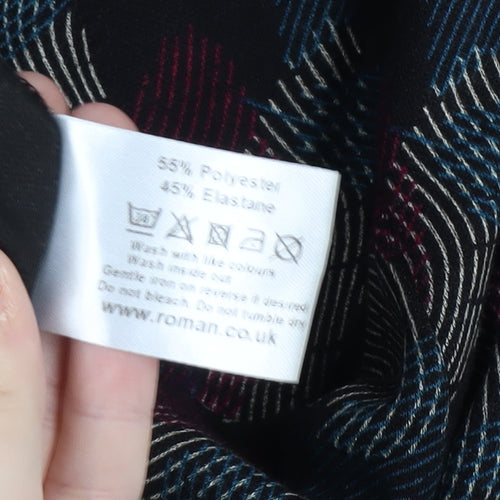 55% Polyester
45% Elastane
30
Wash with like colours
Wash inside out
Gentle iron on reverse if desired
Do not bleach. Do not tumble dry
www.roman.co.uk